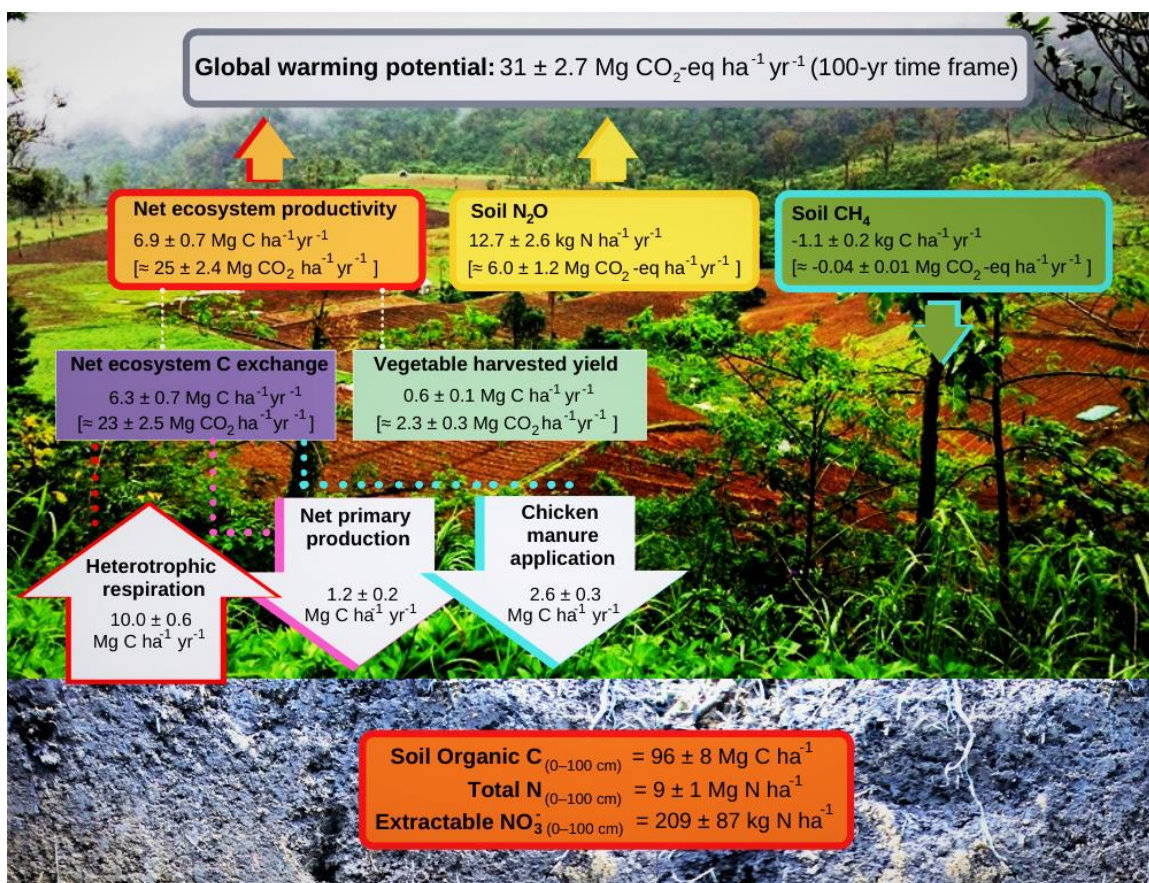 Global warming potential: 31 ± 2.7 Mg CO₂-eq ha⁻¹ yr⁻¹ (100-yr time frame)
Net ecosystem productivity
6.9 ± 0.7 Mg C ha⁻¹ yr⁻¹
[≈ 25 ± 2.4 Mg CO₂ ha⁻¹ yr⁻¹ ]
Soil N₂O
12.7 ± 2.6 kg N ha⁻¹ yr⁻¹
[≈ 6.0 ± 1.2 Mg CO₂ -eq ha⁻¹ yr⁻¹ ]
Soil CH₄
-1.1 ± 0.2 kg C ha⁻¹ yr⁻¹
[≈ -0.04 ± 0.01 Mg CO₂ -eq ha⁻¹ yr⁻¹ ]
Net ecosystem C exchange
6.3 ± 0.7 Mg C ha⁻¹ yr⁻¹
[≈ 23 ± 2.5 Mg CO₂ ha⁻¹ yr⁻¹ ]
Vegetable harvested yield
0.6 ± 0.1 Mg C ha⁻¹ yr⁻¹
[≈ 2.3 ± 0.3 Mg CO₂ ha⁻¹ yr⁻¹ ]
Heterotrophic
respiration
10.0 ± 0.6
Mg C ha⁻¹ yr⁻¹
Net primary
production
1.2 ± 0.2
Mg C ha⁻¹ yr⁻¹
Chicken
manure
application
2.6 ± 0.3
Mg C ha⁻¹ yr⁻¹
Soil Organic C (0–100 cm) = 96 ± 8 Mg C ha⁻¹
Total N (0–100 cm) = 9 ± 1 Mg N ha⁻¹
Extractable NO₃⁻ (0–100 cm) = 209 ± 87 kg N ha⁻¹